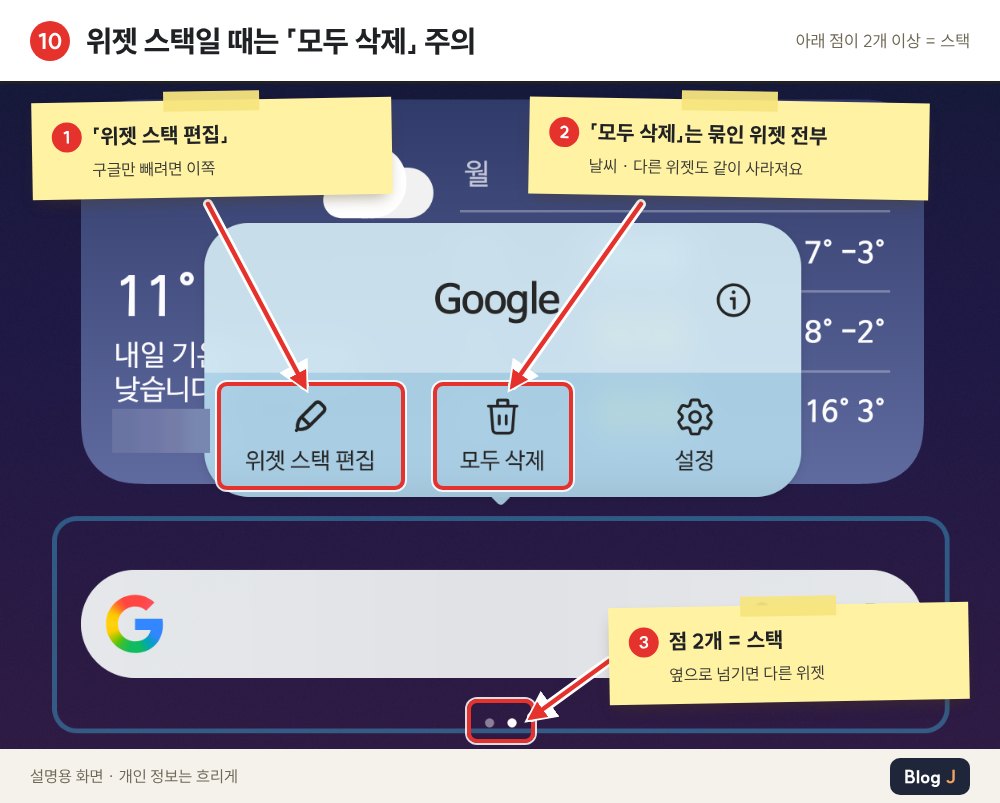 10 위젯 스택일 때는 「모두 삭제」 주의
아래 점이 2개 이상 = 스택
1 「위젯 스택 편집」
구글만 빼려면 이쪽
2 「모두 삭제」는 묶인 위젯 전부
날씨 · 다른 위젯도 같이 사라져요
월
7° -3°
11°
Google
8° -2°
내일 기온
낮습니다
16° 3°
위젯 스택 편집
모두 삭제
설정
G
3 점 2개 = 스택
옆으로 넘기면 다른 위젯
설명용 화면 · 개인 정보는 흐리게
Blog J